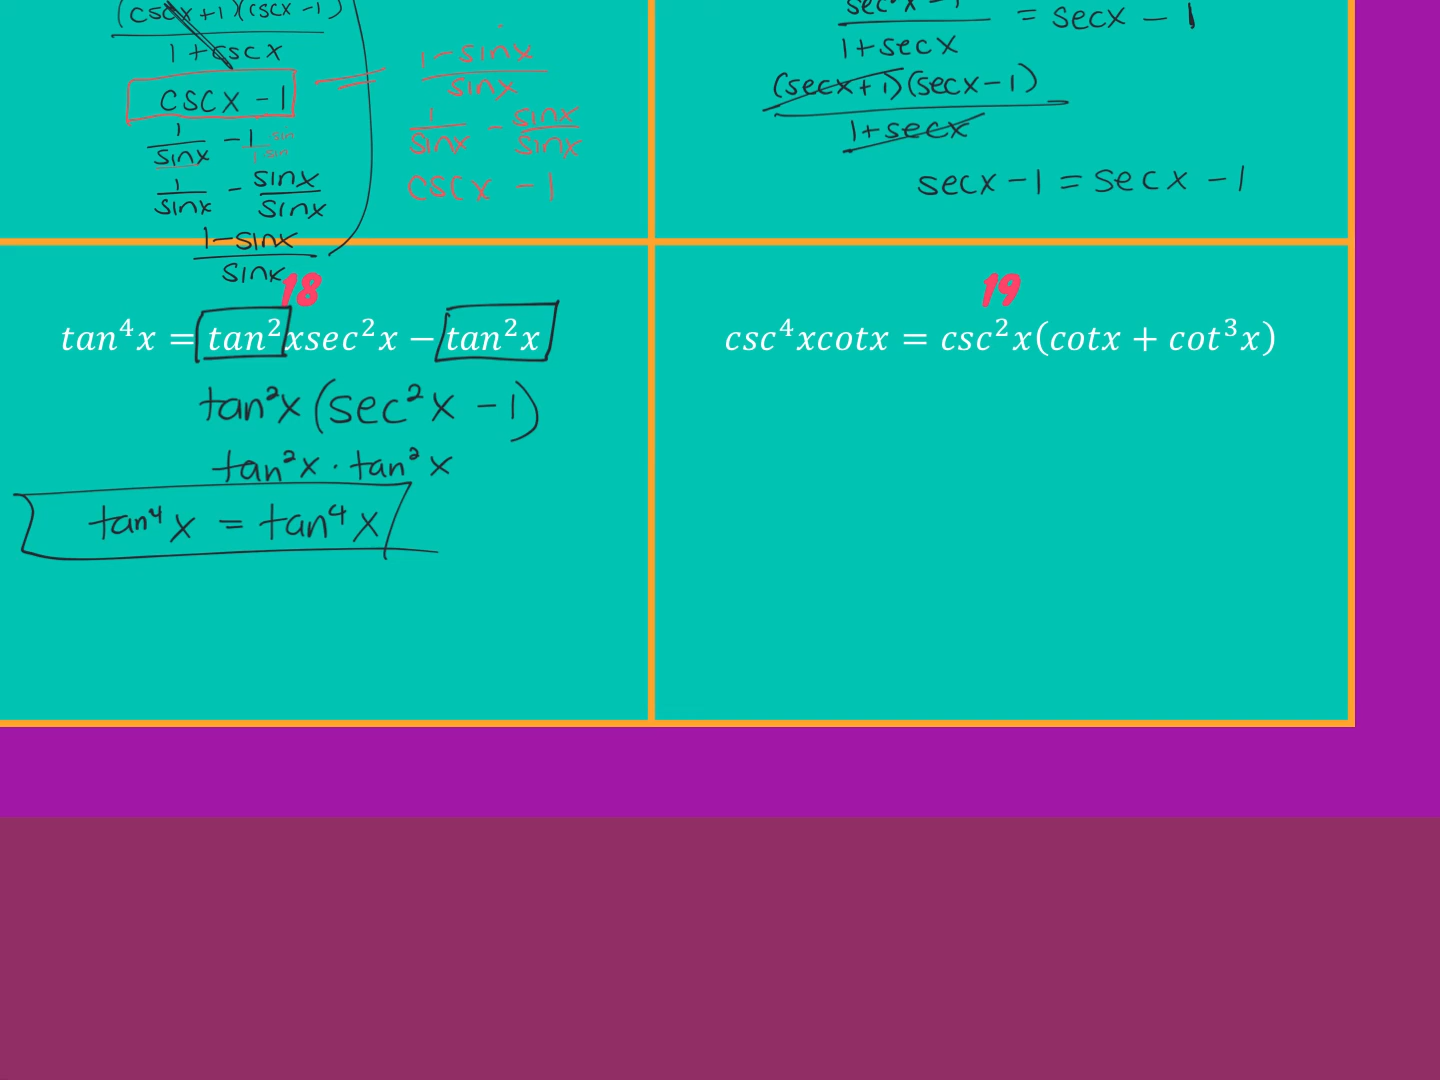 (cscx+1)(cscx-1)
1+cscx
cscx - 1
1/sinx - 1 sin/sin
1/sinx - sinx/sinx
1-sinx
sinx
=
1-sinx
sinx
1/sinx - sinx/sinx
cscx - 1
1+secx
= secx - 1
(secx+1)(secx-1)
1+secx
secx-1 = secx -1
18
tan⁴x = tan²xsec²x − tan²x
tan²x (sec²x - 1)
tan²x · tan²x
tan⁴x = tan⁴x
19
csc⁴xcotx = csc²x(cotx + cot³x)